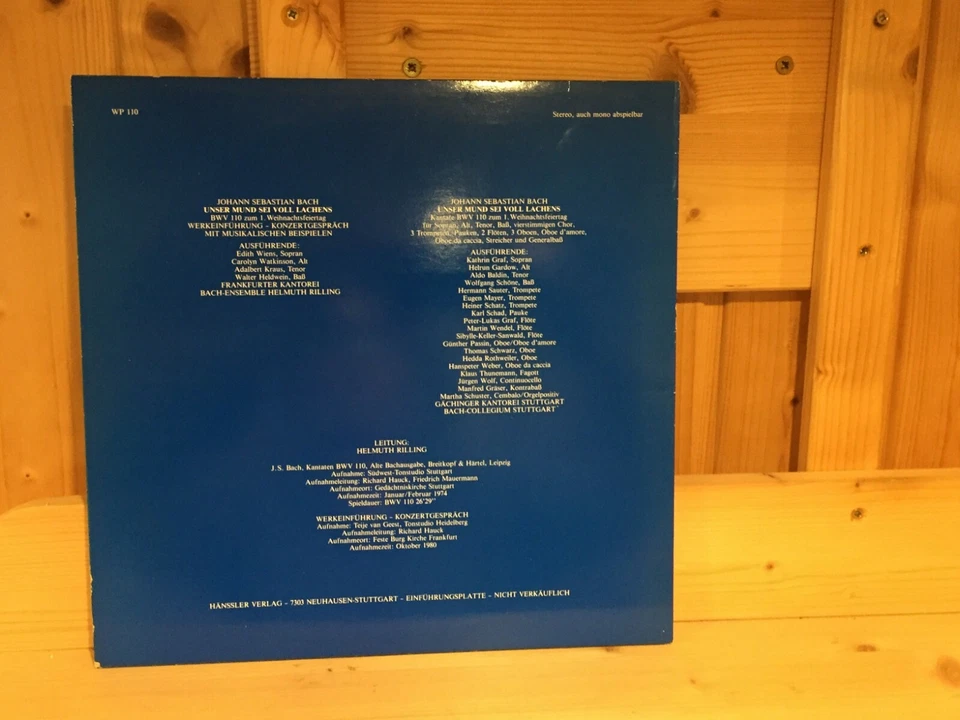 WP 110
Stereo, auch mono abspielbar
JOHANN SEBASTIAN BACH
UNSER MUND SEI VOLL LACHENS
BWV 110 zum 1. Weihnachtsfeiertag
WERKEINFÜHRUNG – KONZERTGESPRÄCH
MIT MUSIKALISCHEN BEISPIELEN
AUSFÜHRENDE:
Edith Wiens, Sopran
Carolyn Watkinson, Alt
Adalbert Kraus, Tenor
Walter Heldwein, Baß
FRANKFURTER KANTOREI
BACH-ENSEMBLE HELMUTH RILLING
JOHANN SEBASTIAN BACH
UNSER MUND SEI VOLL LACHENS
Kantate BWV 110 zum 1. Weihnachtsfeiertag
für Sopran, Alt, Tenor, Baß, vierstimmigen Chor,
3 Trompeten, Pauken, 2 Flöten, 3 Oboen, Oboe d'amore,
Oboe da caccia, Streicher und Generalbaß
AUSFÜHRENDE:
Kathrin Graf, Sopran
Helrun Gardow, Alt
Aldo Baldin, Tenor
Wolfgang Schöne, Baß
Hermann Sauter, Trompete
Eugen Mayer, Trompete
Heiner Schatz, Trompete
Karl Schad, Pauke
Peter-Lukas Graf, Flöte
Martin Wendel, Flöte
Sibylle-Keller-Sanwald, Flöte
Günther Passin, Oboe/Oboe d'amore
Thomas Schwarz, Oboe
Hedda Rothweiler, Oboe
Hanspeter Weber, Oboe da caccia
Klaus Thunemann, Fagott
Jürgen Wolf, Continuocello
Manfred Gräser, Kontrabaß
Martha Schuster, Cembalo/Orgelpositiv
GÄCHINGER KANTOREI STUTTGART
BACH-COLLEGIUM STUTTGART
LEITUNG:
HELMUTH RILLING
J.S. Bach, Kantaten BWV 110, Alte Bachausgabe, Breitkopf & Härtel, Leipzig
Aufnahme: Südwest-Tonstudio Stuttgart
Aufnahmeleitung: Richard Hauck, Friedrich Mauermann
Aufnahmeort: Gedächtniskirche Stuttgart
Aufnahmezeit: Januar/Februar 1974
Spieldauer: BWV 110 26'29''
WERKEINFÜHRUNG – KONZERTGESPRÄCH
Aufnahme: Teije van Geest, Tonstudio Heidelberg
Aufnahmeleitung: Richard Hauck
Aufnahmeort: Feste Burg Kirche Frankfurt
Aufnahmezeit: Oktober 1980
HÄNSSLER VERLAG – 7303 NEUHAUSEN-STUTTGART – EINFÜHRUNGSPLATTE – NICHT VERKÄUFLICH